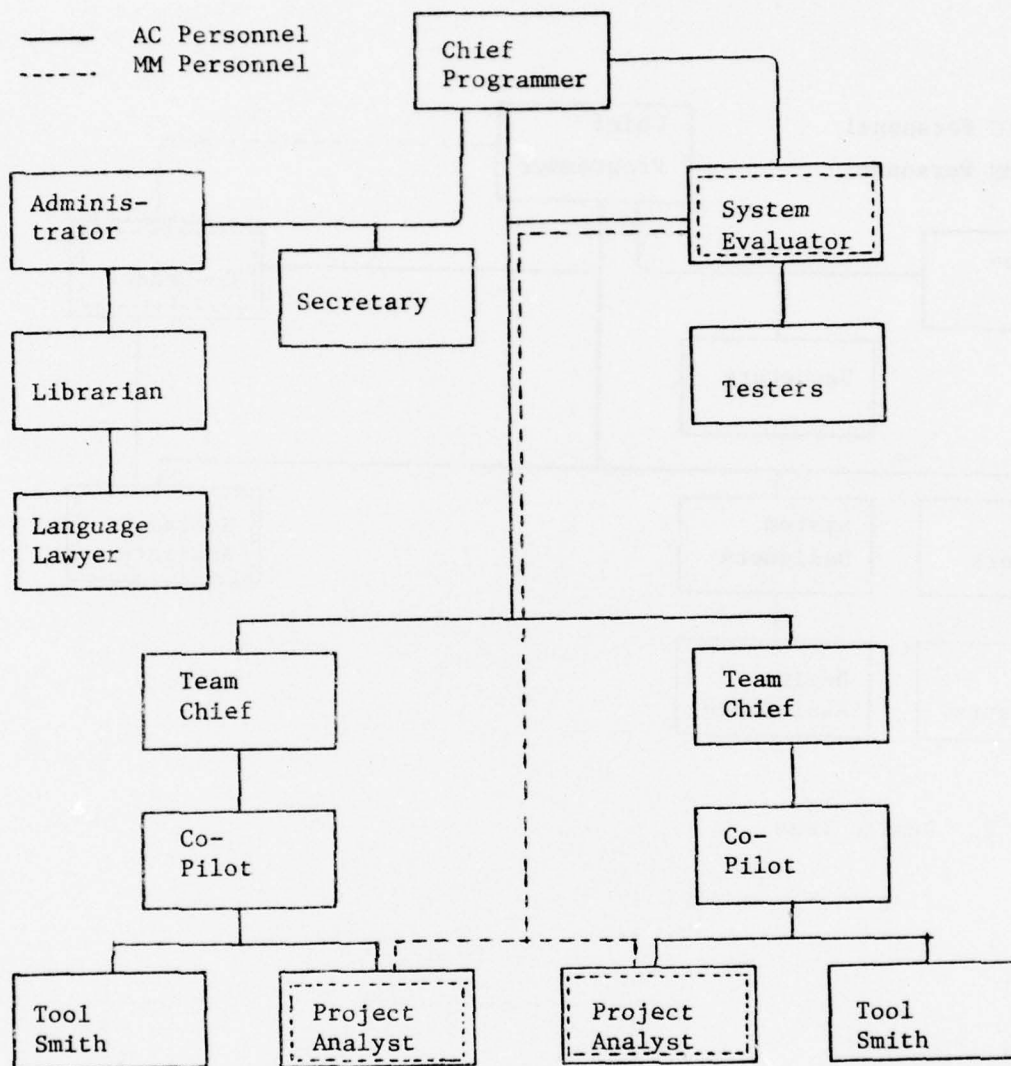 AC Personnel
MM Personnel
Chief
Programmer
Adminis-
trator
System
Evaluator
Secretary
Librarian
Testers
Language
Lawyer
Team
Chief
Team
Chief
Co-
Pilot
Co-
Pilot
Tool
Smith
Project
Analyst
Project
Analyst
Tool
Smith